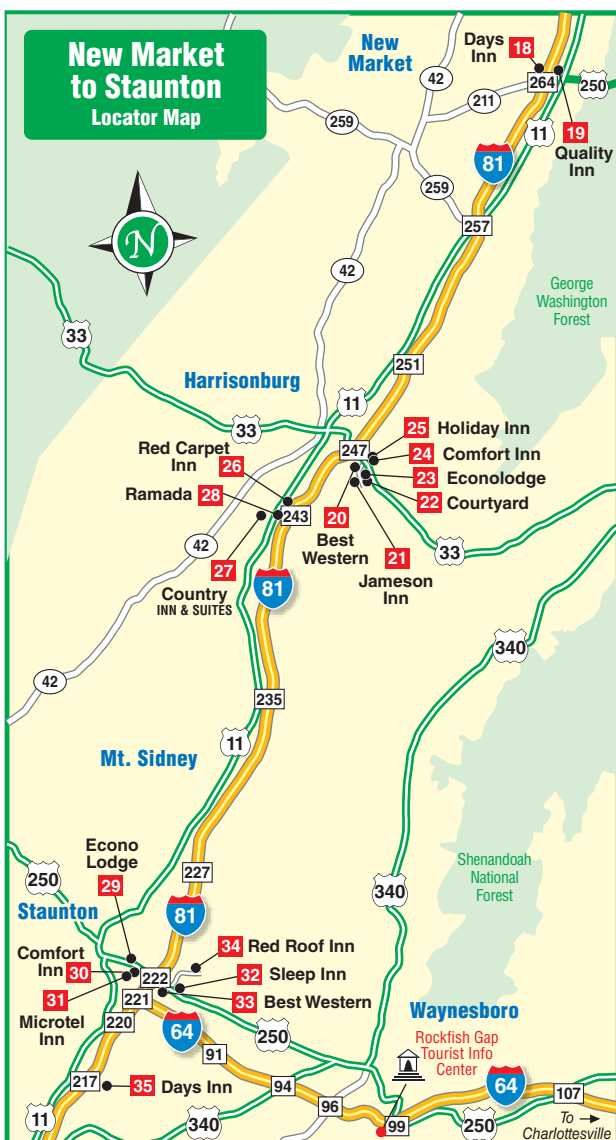 New Market
to Staunton
Locator Map
New
Market
Days
Inn
18
264
250
42
211
259
11
19
Quality
Inn
81
259
257
N
42
George
Washington
Forest
33
251
Harrisonburg
11
33
25 Holiday Inn
247
24 Comfort Inn
Red Carpet
Inn
26
23 Econolodge
Ramada 28
22 Courtyard
243
20
Best
Western
33
42
27
Country
INN & SUITES
21
Jameson
Inn
81
340
42
235
11
Mt. Sidney
Econo
Lodge
29
227
250
Shenandoah
National
Forest
340
Staunton
81
34 Red Roof Inn
Comfort
Inn 30
222
32 Sleep Inn
31
Microtel
Inn
221
33 Best Western
220
64
Waynesboro
250
Rockfish Gap
Tourist Info
Center
91
217
35 Days Inn
94
64
107
96
11
340
99
250
To
Charlottesville